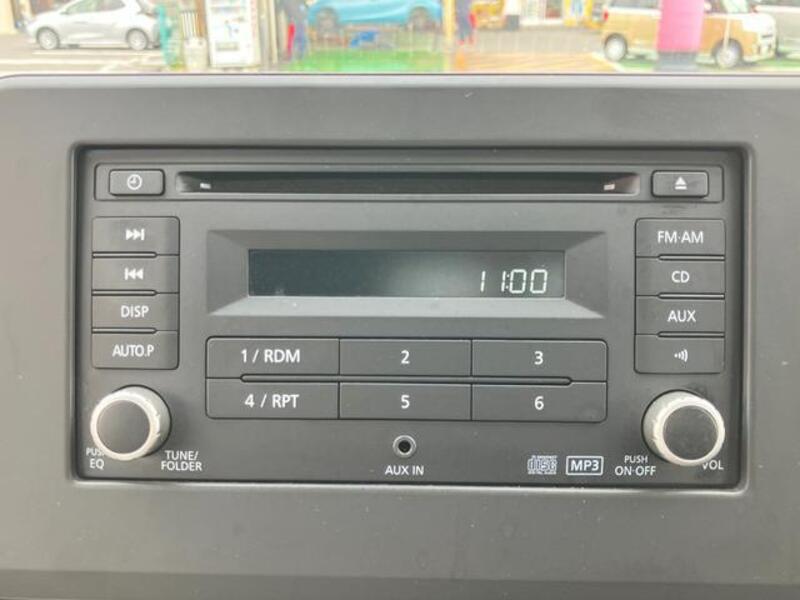 FM·AM
11:00
CD
DISP
AUX
AUTO.P
1 / RDM 2 3
4 / RPT 5 6
PUSH EQ
TUNE/
FOLDER
AUX IN
disc
MP3
PUSH
ON·OFF
VOL